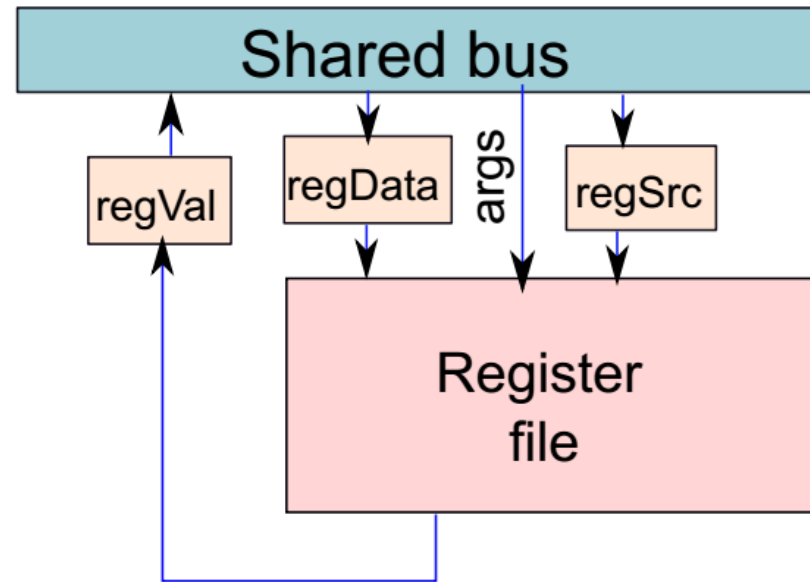 Shared bus
regVal
regData
args
regSrc
Register
file